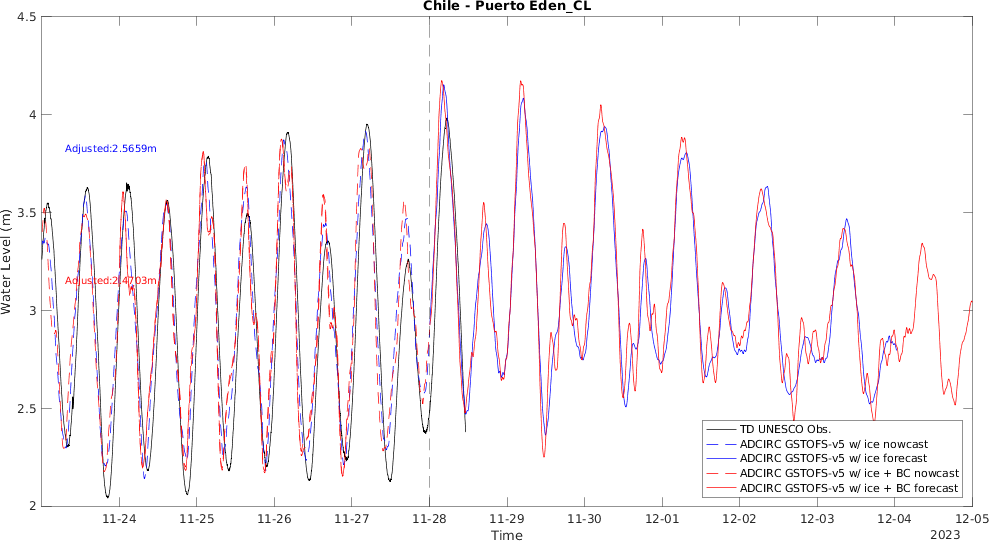 Chile - Puerto Eden_CL
4.5
4
3.5
3
2.5
2
Water Level (m)
Adjusted:2.5659m
Adjusted:2.4703m
TD UNESCO Obs.
ADCIRC GSTOFS-v5 w/ ice nowcast
ADCIRC GSTOFS-v5 w/ ice forecast
ADCIRC GSTOFS-v5 w/ ice + BC nowcast
ADCIRC GSTOFS-v5 w/ ice + BC forecast
11-24 11-25 11-26 11-27 11-28 11-29 11-30 12-01 12-02 12-03 12-04 12-05
Time
2023